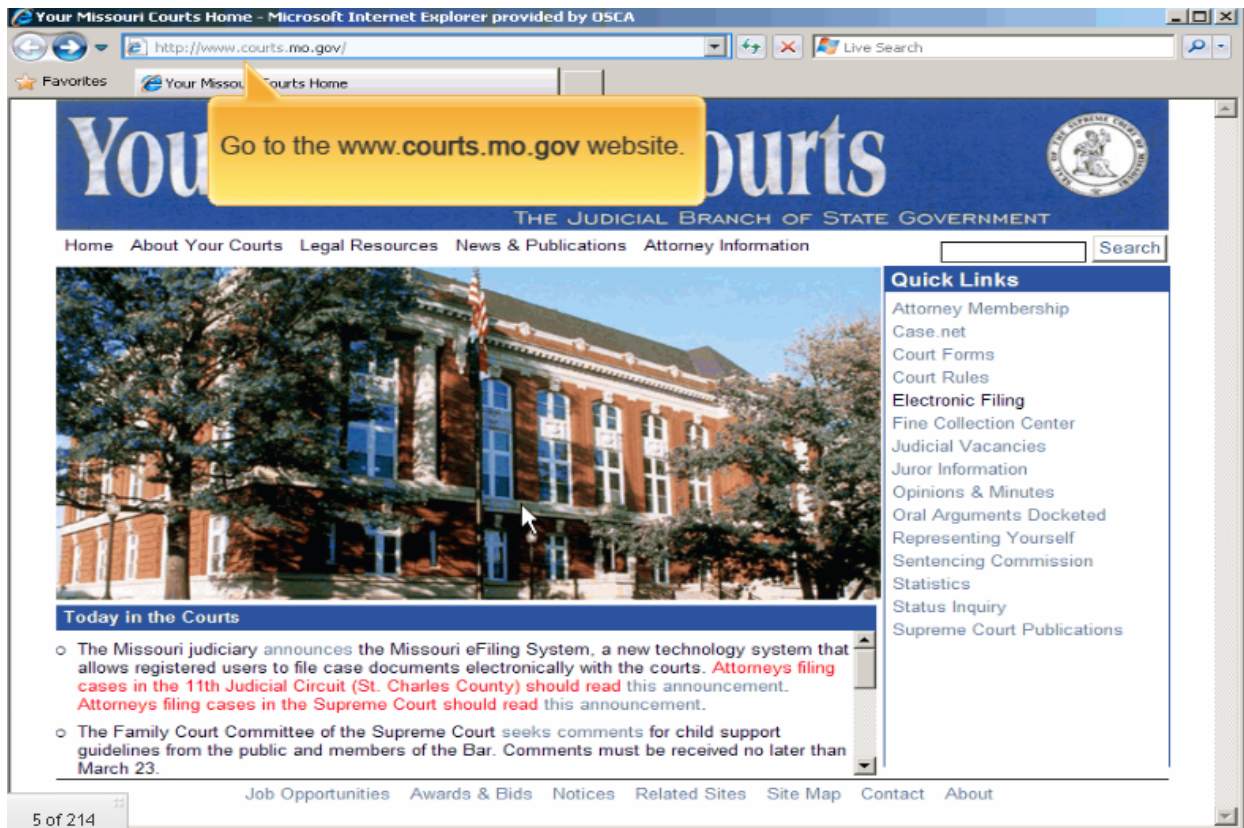 Your Missouri Courts Home - Microsoft Internet Explorer provided by OSCA
http://www.courts.mo.gov/
Live Search
Favorites
Your Missou Courts Home
Go to the www.courts.mo.gov website.
You ourts
THE JUDICIAL BRANCH OF STATE GOVERNMENT
Home About Your Courts Legal Resources News & Publications Attorney Information
Search
Quick Links
Attorney Membership
Case.net
Court Forms
Court Rules
Electronic Filing
Fine Collection Center
Judicial Vacancies
Juror Information
Opinions & Minutes
Oral Arguments Docketed
Representing Yourself
Sentencing Commission
Statistics
Status Inquiry
Supreme Court Publications
Today in the Courts
o The Missouri judiciary announces the Missouri eFiling System, a new technology system that
allows registered users to file case documents electronically with the courts. Attorneys filing
cases in the 11th Judicial Circuit (St. Charles County) should read this announcement.
Attorneys filing cases in the Supreme Court should read this announcement.
o The Family Court Committee of the Supreme Court seeks comments for child support
guidelines from the public and members of the Bar. Comments must be received no later than
March 23.
Job Opportunities Awards & Bids Notices Related Sites Site Map Contact About
5 of 214